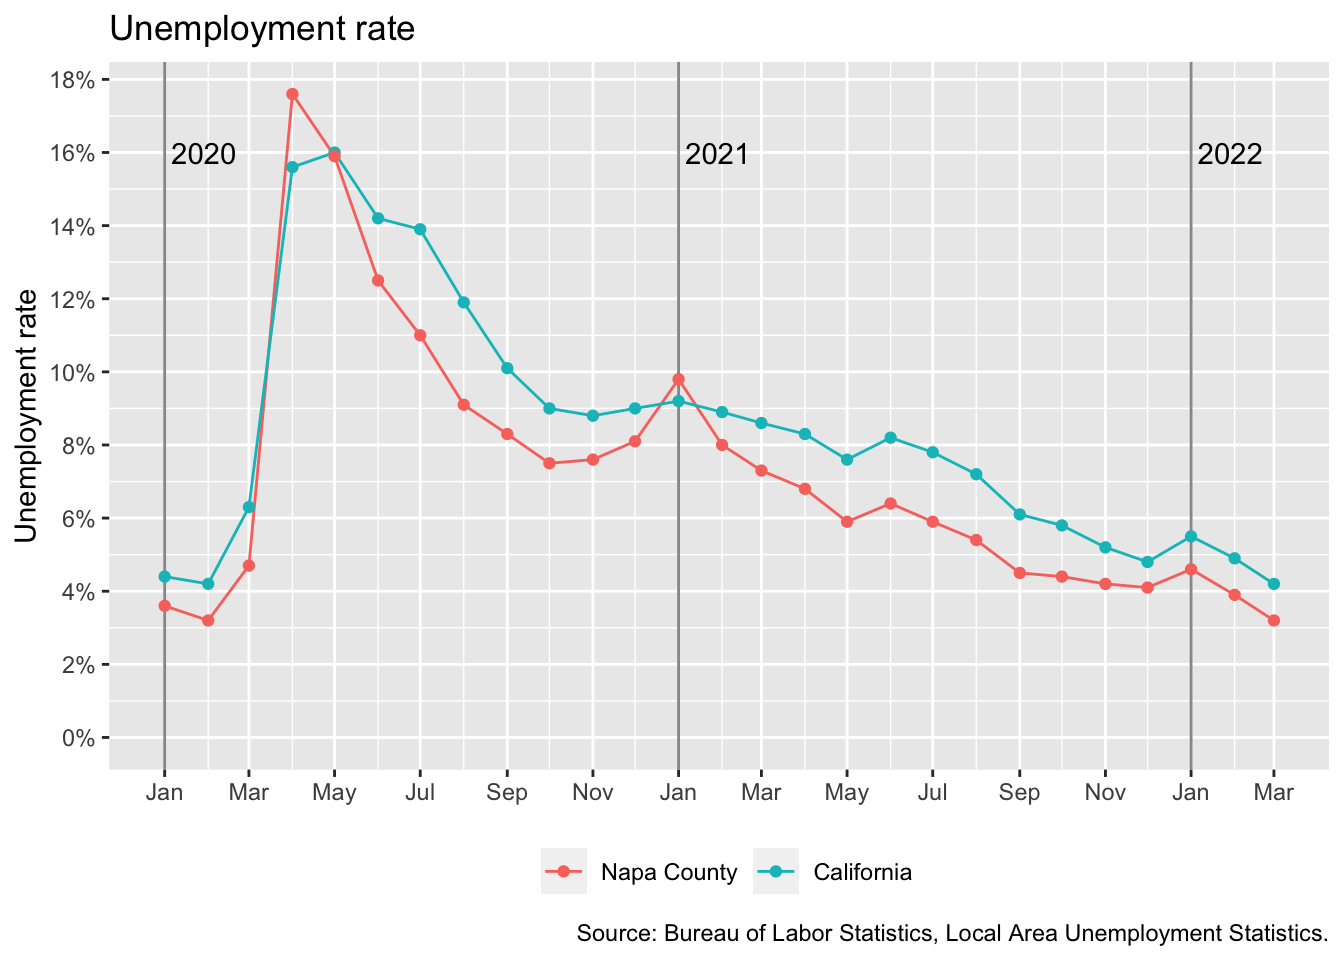 Unemployment rate
18%
16%
14%
12%
10%
8%
6%
4%
2%
0%
Unemployment rate
2020
2021
2022
Jan Mar May Jul Sep Nov Jan Mar May Jul Sep Nov Jan Mar
Napa County California
Source: Bureau of Labor Statistics, Local Area Unemployment Statistics.